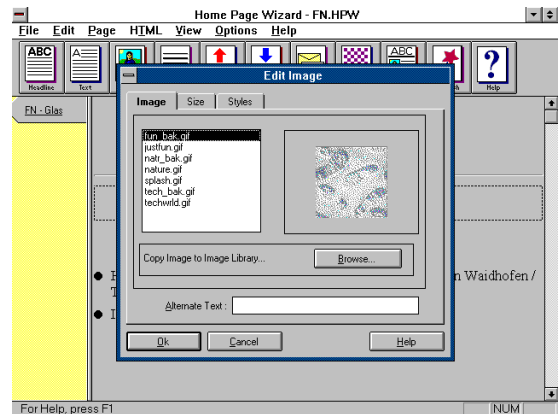 Home Page Wizard - FN.HPW
File Edit Page HTML View Options Help
ABC A ABC ?
Headline Text Help
Edit Image
FN - Glas
Image Size Styles
fun_bak.gif
justfun.gif
natr_bak.gif
nature.gif
splash.gif
tech_bak.gif
techwrld.gif
Copy Image to Image Library... Browse...
n Waidhofen /
Alternate Text :
Ok Cancel Help
For Help, press F1 NUM